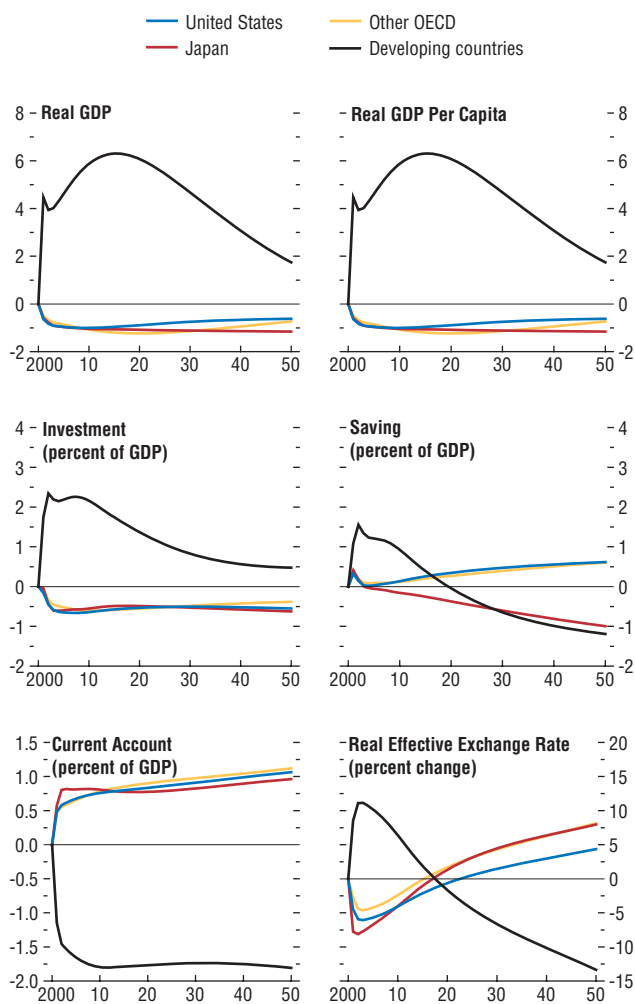 United States
Other OECD
Japan
Developing countries
Real GDP
8
6
4
2
0
-2
2000 10 20 30 40 50
Real GDP Per Capita
8
6
4
2
0
-2
2000 10 20 30 40 50
Investment
(percent of GDP)
4
3
2
1
0
-1
-2
2000 10 20 30 40 50
Saving
(percent of GDP)
4
3
2
1
0
-1
-2
2000 10 20 30 40 50
Current Account
(percent of GDP)
1.5
1.0
0.5
0.0
-0.5
-1.0
-1.5
-2.0
2000 10 20 30 40 50
Real Effective Exchange Rate
(percent change)
20
15
10
5
0
-5
-10
-15
2000 10 20 30 40 50